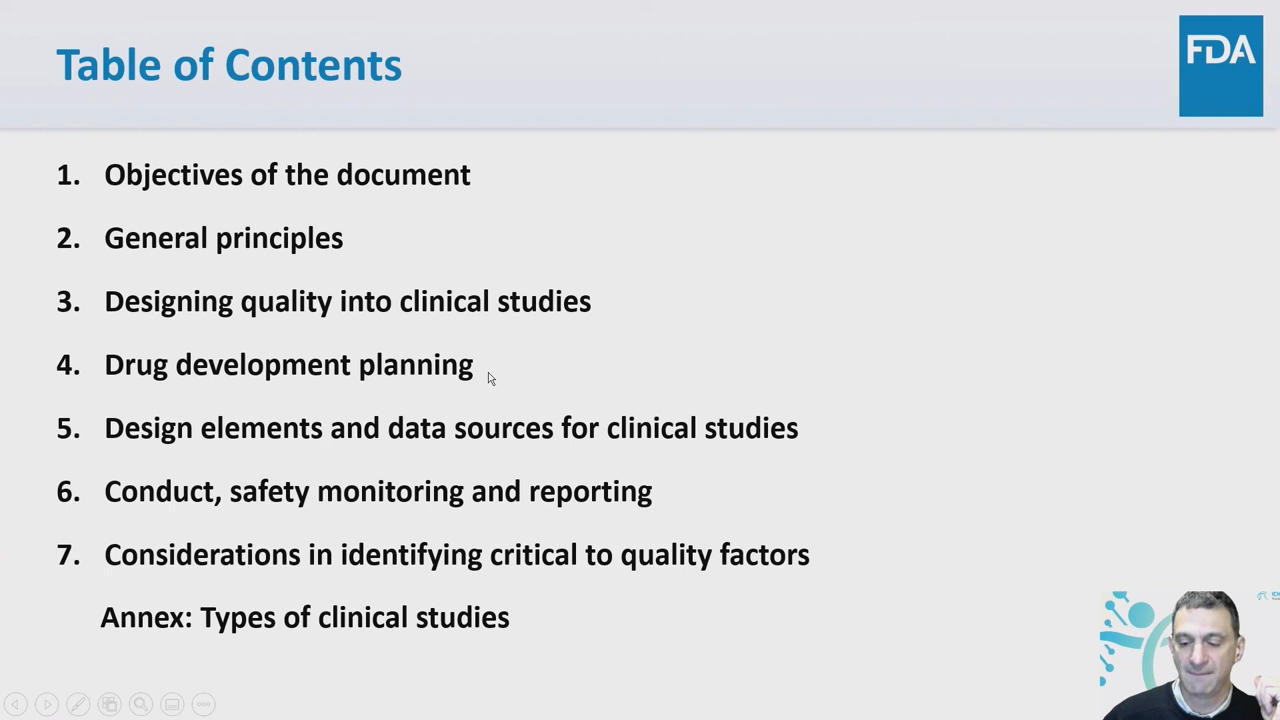 Table of Contents
FDA
1. Objectives of the document
2. General principles
3. Designing quality into clinical studies
4. Drug development planning
5. Design elements and data sources for clinical studies
6. Conduct, safety monitoring and reporting
7. Considerations in identifying critical to quality factors
Annex: Types of clinical studies